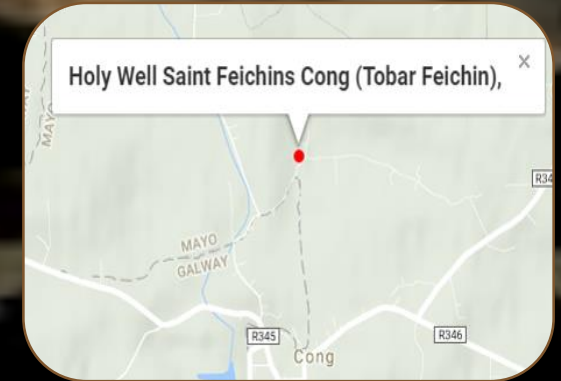 Holy Well Saint Feichins Cong (Tobar Feichin),
×
MAYO
R34
MAYO
GALWAY
R345
R346
Cong